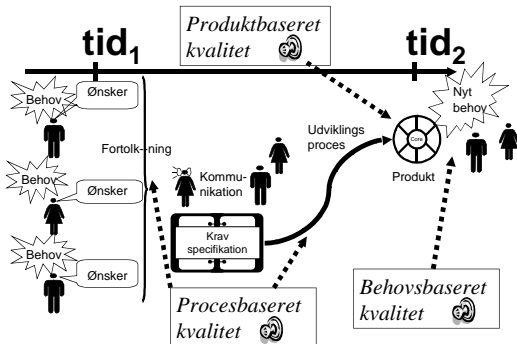 Produktbaseret
kvalitet
tid1
tid2
Behov
Ønsker
Nyt
behov
Fortolk--ning
Udviklings
proces
Core
Behov
Ønsker
Kommu-
nikation
Produkt
Krav
specifikation
Behov
Ønsker
Procesbaseret
kvalitet
Behovsbaseret
kvalitet